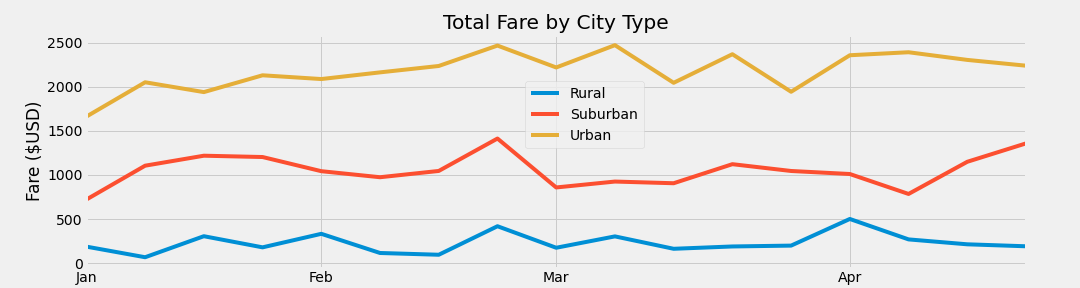 Total Fare by City Type
Fare ($USD)
2500
2000
1500
1000
500
0
Rural
Suburban
Urban
Jan
Feb
Mar
Apr